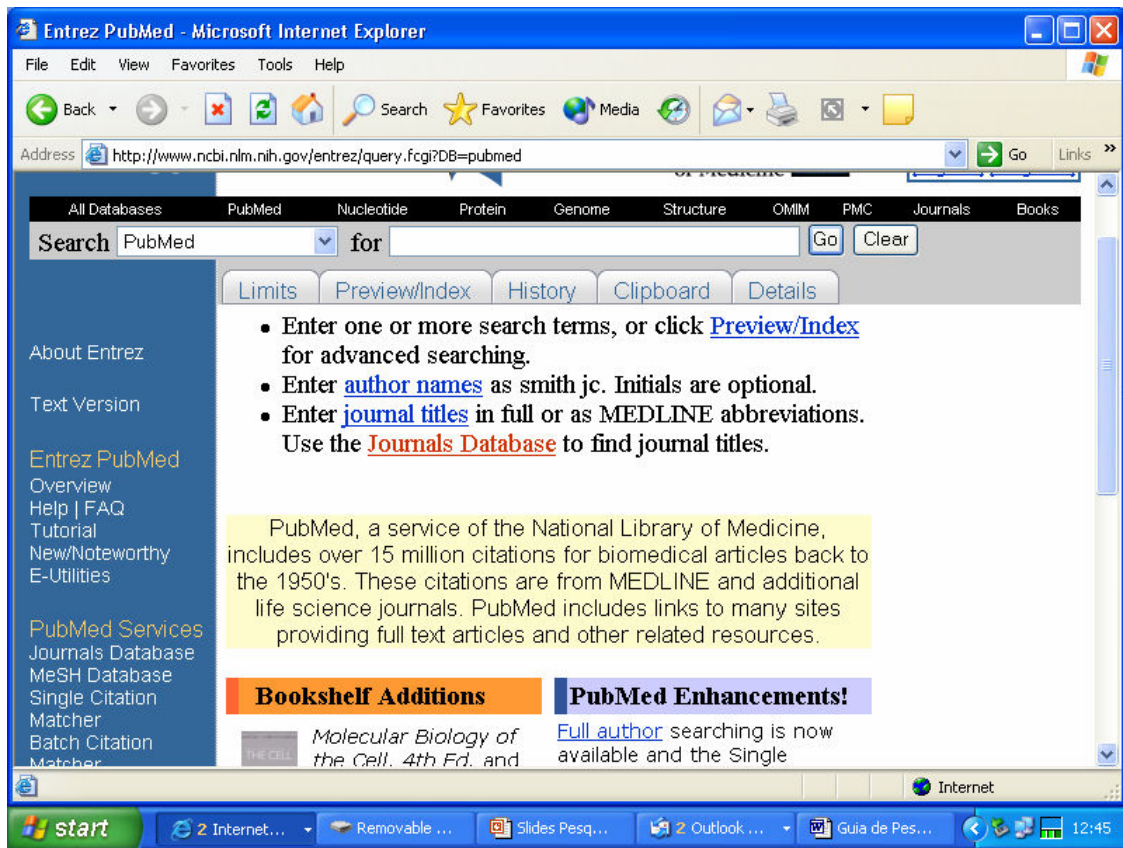 Entrez PubMed - Microsoft Internet Explorer
File Edit View Favorites Tools Help
Back Search Favorites Media
Address http://www.ncbi.nlm.nih.gov/entrez/query.fcgi?DB=pubmed Go Links »
of Medicine
All Databases PubMed Nucleotide Protein Genome Structure OMIM PMC Journals Books
Search PubMed for Go Clear
Limits Preview/Index History Clipboard Details
• Enter one or more search terms, or click Preview/Index
for advanced searching.
• Enter author names as smith jc. Initials are optional.
• Enter journal titles in full or as MEDLINE abbreviations.
Use the Journals Database to find journal titles.
About Entrez
Text Version
Entrez PubMed
Overview
Help | FAQ
Tutorial
New/Noteworthy
E-Utilities
PubMed Services
Journals Database
MeSH Database
Single Citation
Matcher
Batch Citation
Matcher
PubMed, a service of the National Library of Medicine,
includes over 15 million citations for biomedical articles back to
the 1950's. These citations are from MEDLINE and additional
life science journals. PubMed includes links to many sites
providing full text articles and other related resources.
Bookshelf Additions
THE CELL
Molecular Biology of
the Cell, 4th Ed. and
PubMed Enhancements!
Full author searching is now
available and the Single
Internet
start 2 Internet... Removable ... Slides Pesq... 2 Outlook ... Guia de Pes... 12:45